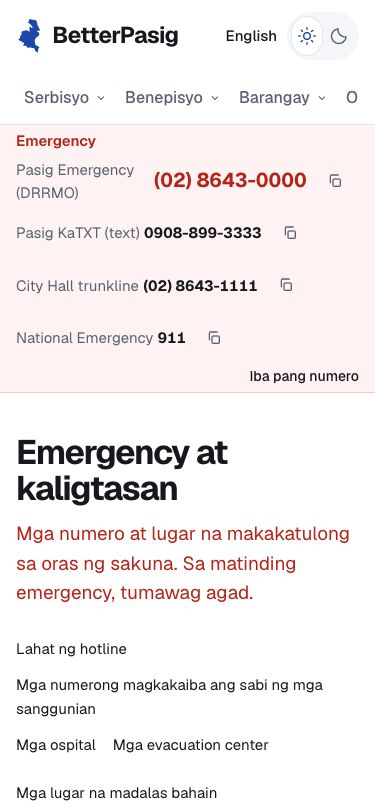 BetterPasig English
Serbisyo Benepisyo Barangay O
Emergency
Pasig Emergency (02) 8643-0000
(DRRMO)
Pasig KaTXT (text) 0908-899-3333
City Hall trunkline (02) 8643-1111
National Emergency 911
Iba pang numero
Emergency at
kaligtasan
Mga numero at lugar na makakatulong
sa oras ng sakuna. Sa matinding
emergency, tumawag agad.
Lahat ng hotline
Mga numerong magkakaiba ang sabi ng mga
sanggunian
Mga ospital Mga evacuation center
Mga lugar na madalas bahain